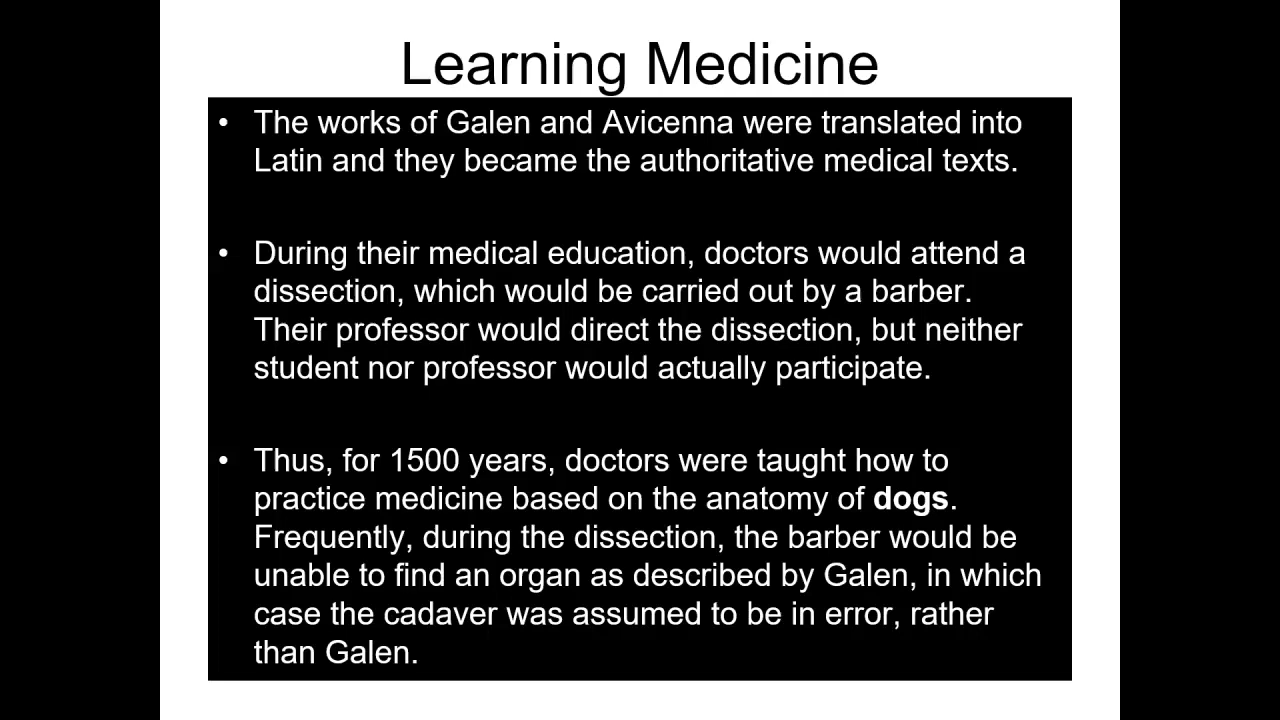 Learning Medicine
• The works of Galen and Avicenna were translated into
Latin and they became the authoritative medical texts.
• During their medical education, doctors would attend a
dissection, which would be carried out by a barber.
Their professor would direct the dissection, but neither
student nor professor would actually participate.
• Thus, for 1500 years, doctors were taught how to
practice medicine based on the anatomy of dogs.
Frequently, during the dissection, the barber would be
unable to find an organ as described by Galen, in which
case the cadaver was assumed to be in error, rather
than Galen.